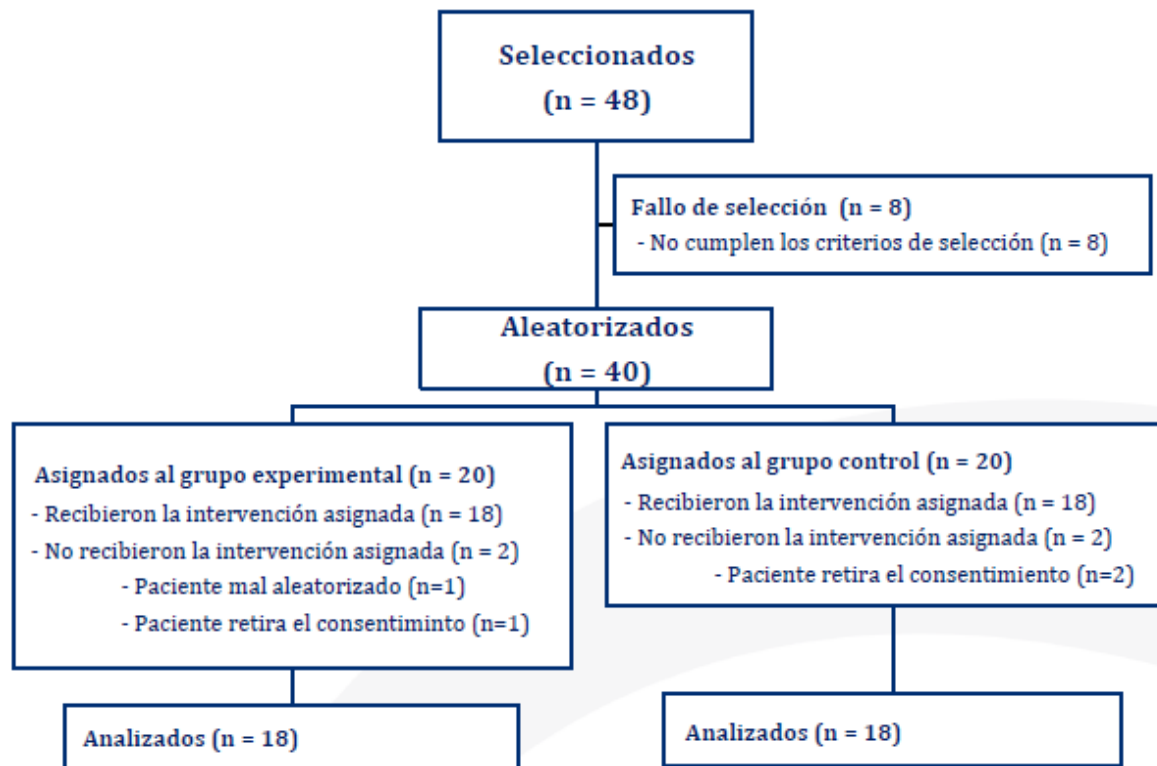 Seleccionados
(n = 48)
Fallo de selección (n = 8)
- No cumplen los criterios de selección (n = 8)
Aleatorizados
(n = 40)
Asignados al grupo experimental (n = 20)
- Recibieron la intervención asignada (n = 18)
- No recibieron la intervención asignada (n = 2)
- Paciente mal aleatorizado (n=1)
- Paciente retira el consentiminto (n=1)
Asignados al grupo control (n = 20)
- Recibieron la intervención asignada (n = 18)
- No recibieron la intervención asignada (n = 2)
- Paciente retira el consentimiento (n=2)
Analizados (n = 18)
Analizados (n = 18)